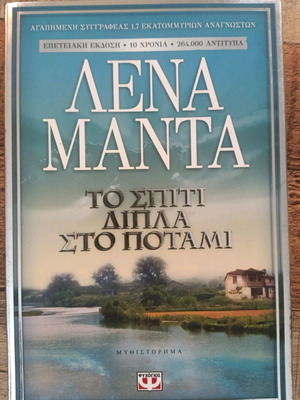 ΑΓΑΠΗΜΕΝΗ ΣΥΓΓΡΑΦΕΑΣ 1,7 ΕΚΑΤΟΜΜΥΡΙΩΝ ΑΝΑΓΝΩΣΤΩΝ
ΕΠΕΤΕΙΑΚΗ ΕΚΔΟΣΗ • 10 ΧΡΟΝΙΑ • 264.000 ΑΝΤΙΤΥΠΑ
ΛΕΝΑ
ΜΑΝΤΑ
ΤΟ ΣΠΙΤΙ
ΔΙΠΛΑ
ΣΤΟ ΠΟΤΑΜΙ
ΜΥΘΙΣΤΟΡΗΜΑ
ΨΥΧΟΓΙΟΣ